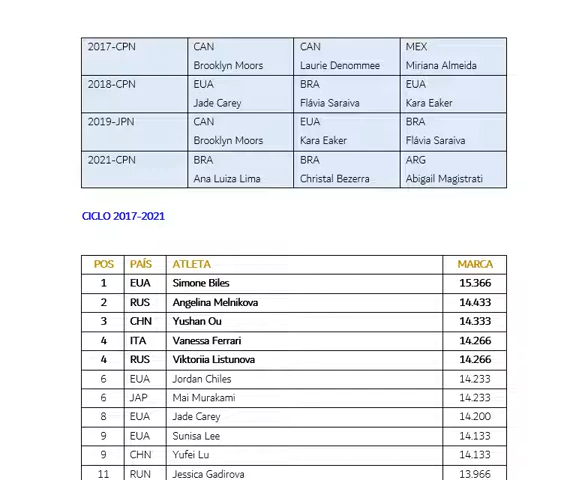 2017-CPN CAN CAN MEX
Brooklyn Moors Laurie Denommee Miriana Almeida
2018-CPN EUA BRA EUA
Jade Carey Flávia Saraiva Kara Eaker
2019-JPN CAN EUA BRA
Brooklyn Moors Kara Eaker Flávia Saraiva
2021-CPN BRA BRA ARG
Ana Luiza Lima Christal Bezerra Abigail Magistrati
CICLO 2017-2021
POS PAÍS ATLETA MARCA
1 EUA Simone Biles 15.366
2 RUS Angelina Melnikova 14.433
3 CHN Yushan Ou 14.333
4 ITA Vanessa Ferrari 14.266
4 RUS Viktoriia Listunova 14.266
6 EUA Jordan Chiles 14.233
6 JAP Mai Murakami 14.233
8 EUA Jade Carey 14.200
9 EUA Sunisa Lee 14.133
9 CHN Yufei Lu 14.133
11 RUN Jessica Gadirova 13.966